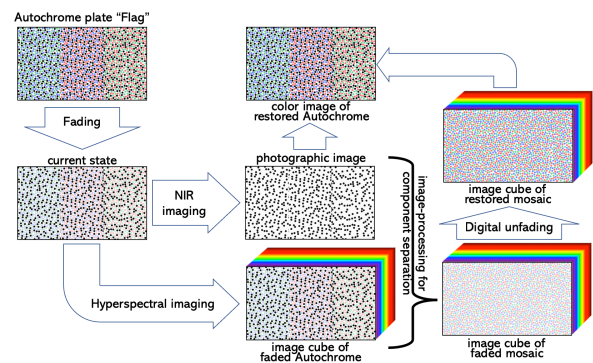 Autochrome plate “Flag”
Fading
current state
NIR
imaging
Hyperspectral imaging
color image of
restored Autochrome
photographic image
image cube of
faded Autochrome
image-processing for
component separation
image cube of
restored mosaic
Digital unfading
image cube of
faded mosaic